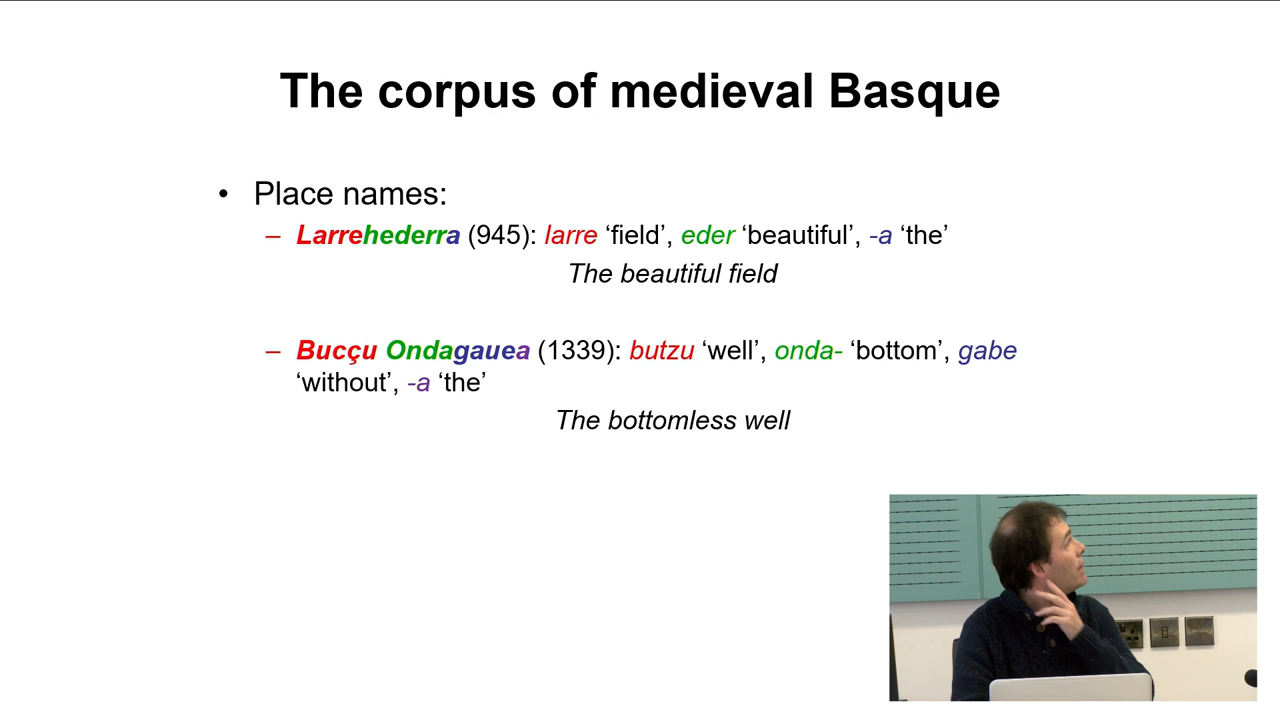 The corpus of medieval Basque
• Place names:
– Larrehederra (945): larre ‘field’, eder ‘beautiful’, -a ‘the’
The beautiful field
– Bucçu Ondagauea (1339): butzu ‘well’, onda- ‘bottom’, gabe
‘without’, -a ‘the’
The bottomless well